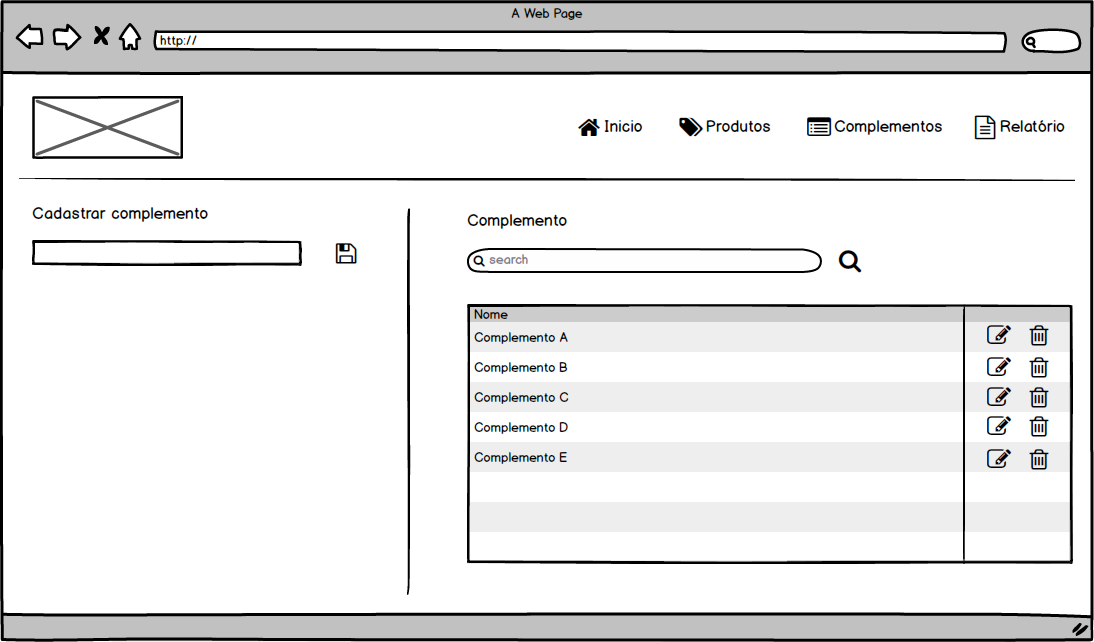 A Web Page
http://
Inicio
Produtos
Complementos
Relatório
Cadastrar complemento
Complemento
search
Nome
Complemento A
Complemento B
Complemento C
Complemento D
Complemento E